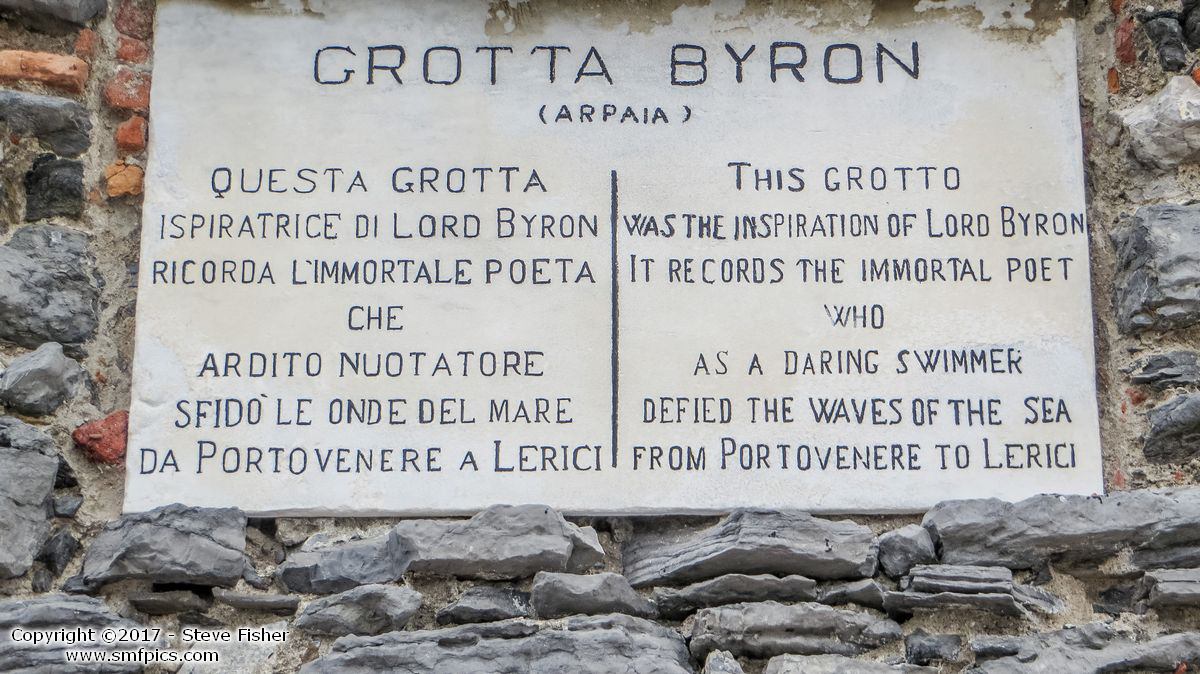 GROTTA BYRON
(ARPAIA)
QUESTA GROTTA
ISPIRATRICE DI LORD BYRON
RICORDA L'IMMORTALE POETA
CHE
ARDITO NUOTATORE
SFIDO' LE ONDE DEL MARE
DA PORTOVENERE A LERICI
THIS GROTTO
WAS THE INSPIRATION OF LORD BYRON
IT RECORDS THE IMMORTAL POET
WHO
AS A DARING SWIMMER
DEFIED THE WAVES OF THE SEA
FROM PORTOVENERE TO LERICI
Copyright ©2017 - Steve Fisher
www.smfpics.com